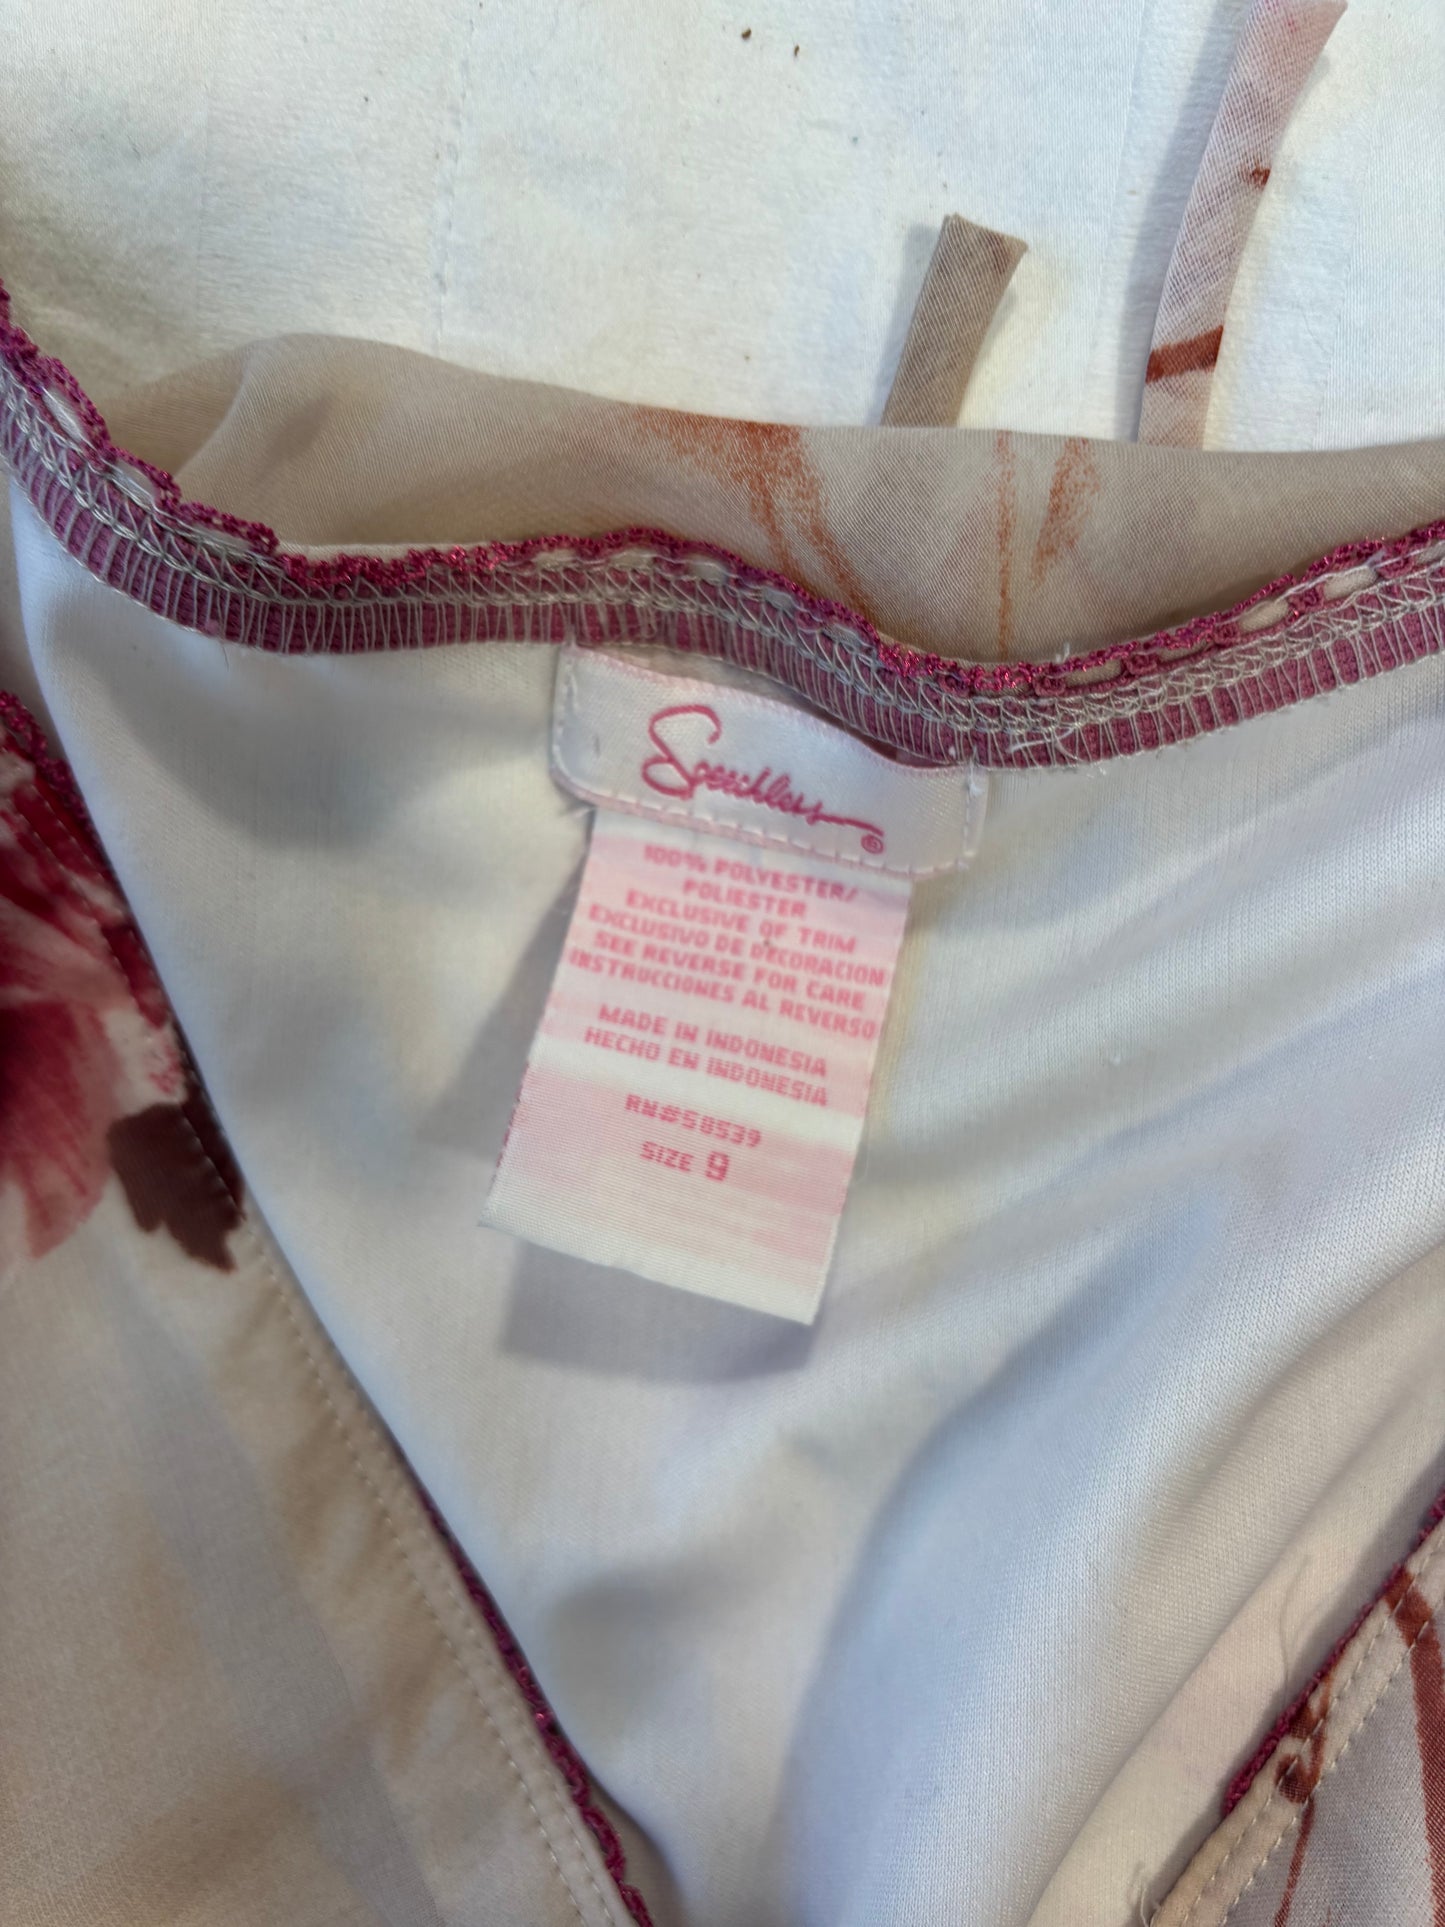 Speechless®
100% POLYESTER/
POLIESTER
EXCLUSIVE OF TRIM
EXCLUSIVO DE DECORACION
SEE REVERSE FOR CARE
INSTRUCCIONES AL REVERSO
MADE IN INDONESIA
HECHO EN INDONESIA
RN#58539
SIZE 9